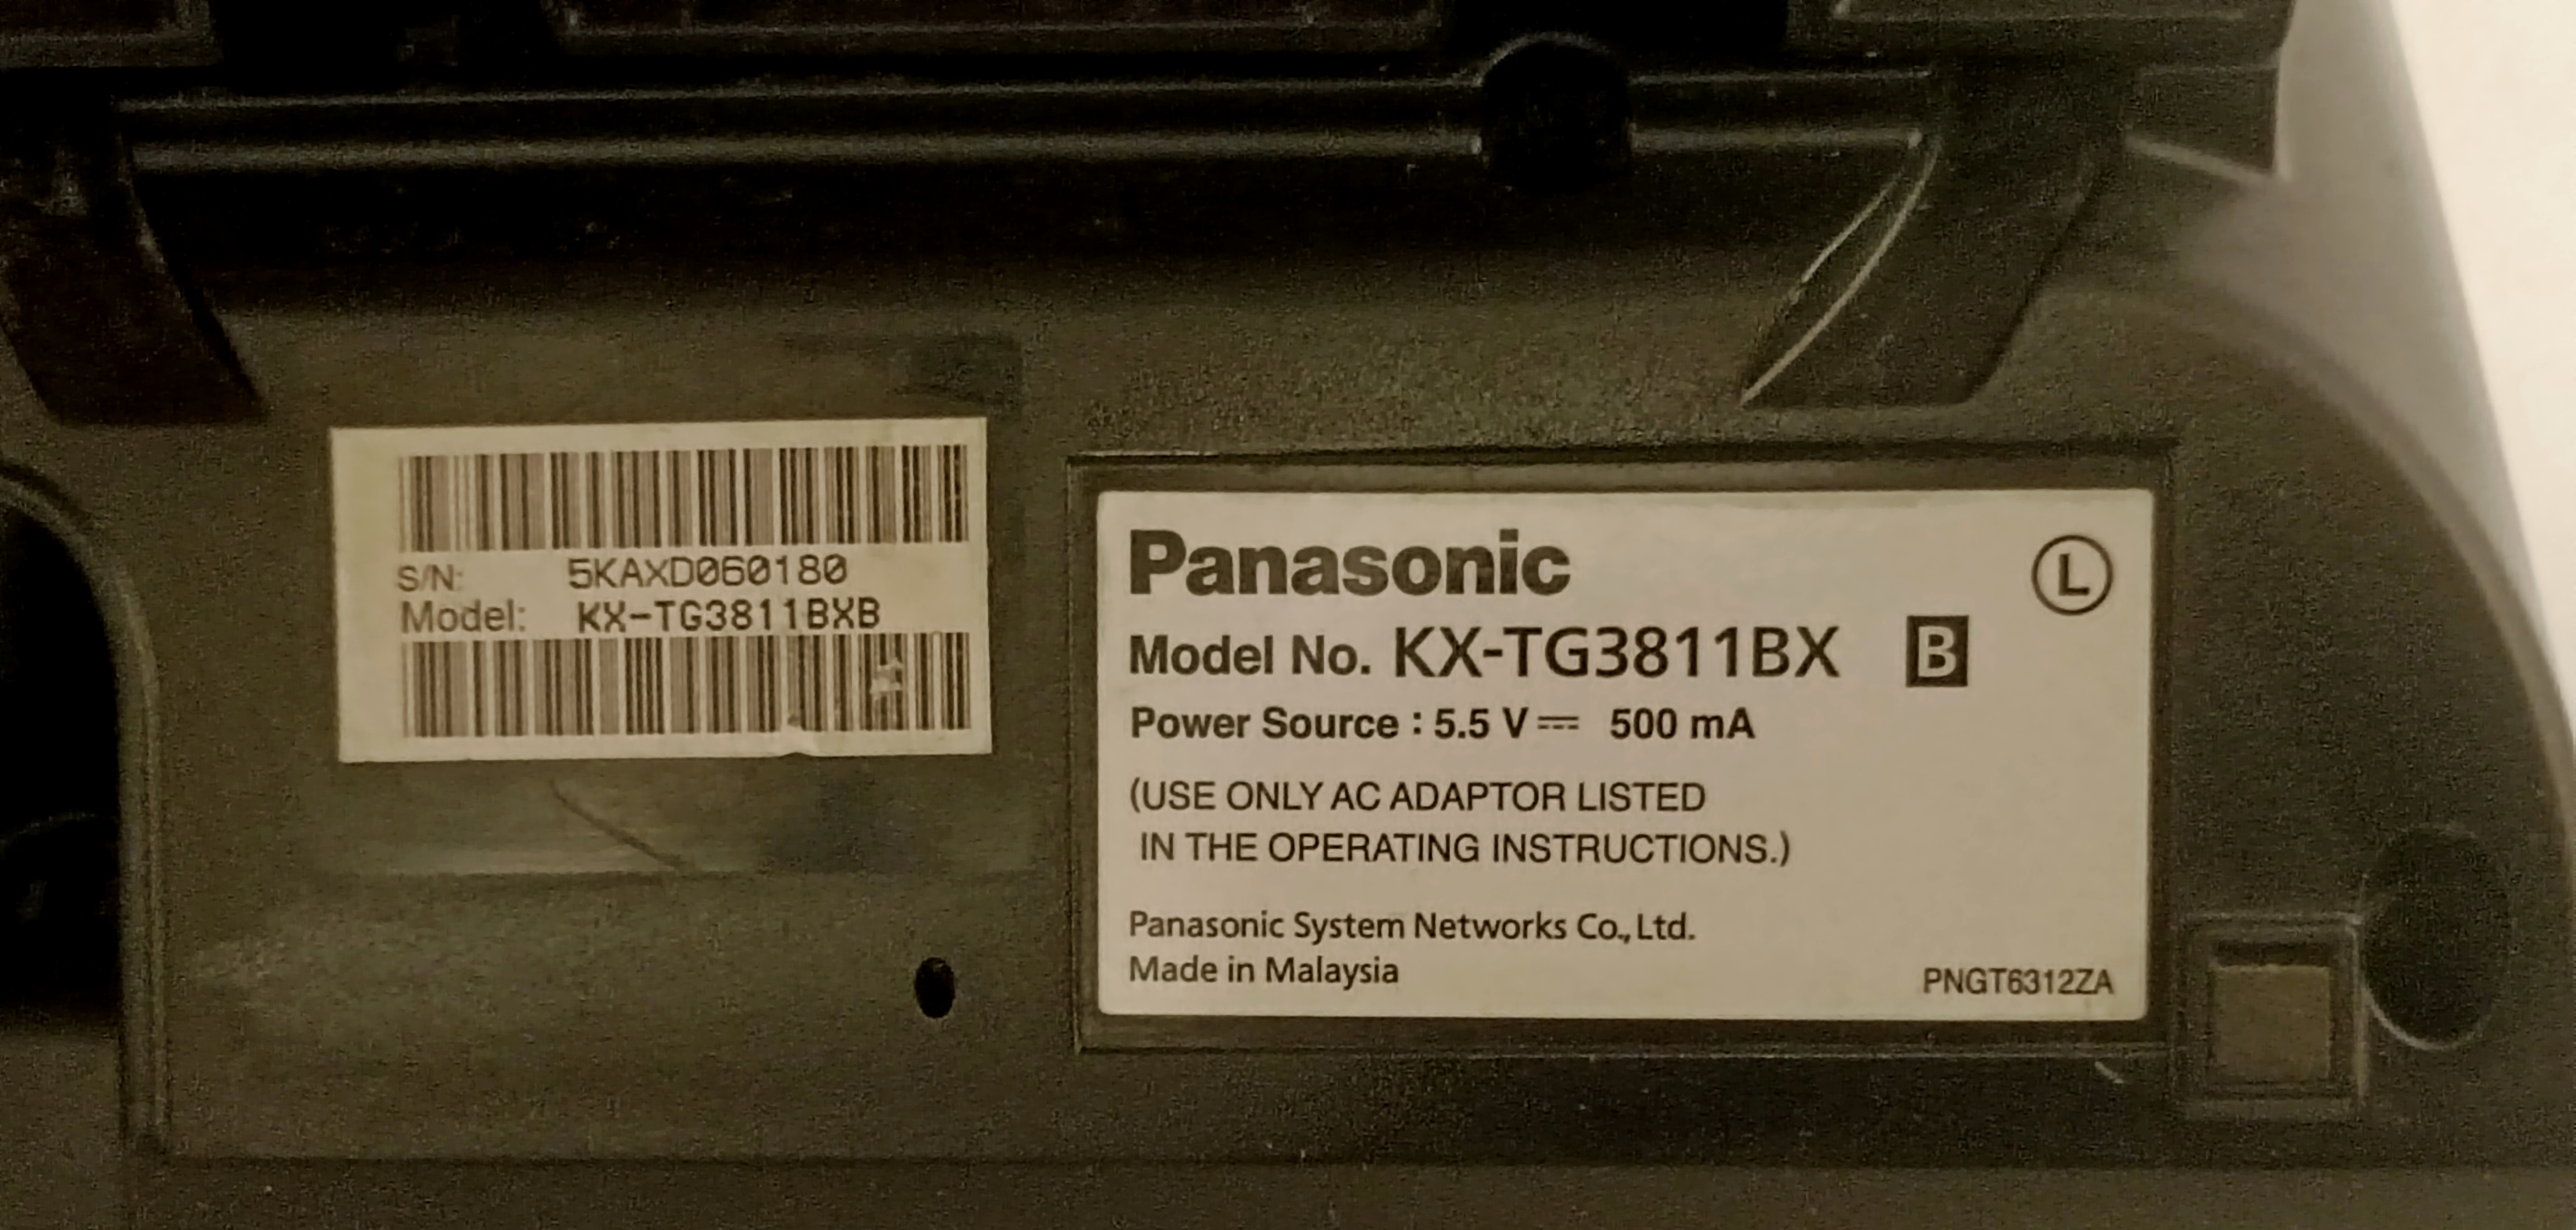 S/N: 5KAXD060180
Model: KX-TG3811BXB
Panasonic
L
Model No. KX-TG3811BX B
Power Source : 5.5 V⎓ 500 mA
(USE ONLY AC ADAPTOR LISTED
IN THE OPERATING INSTRUCTIONS.)
Panasonic System Networks Co., Ltd.
Made in Malaysia
PNGT6312ZA